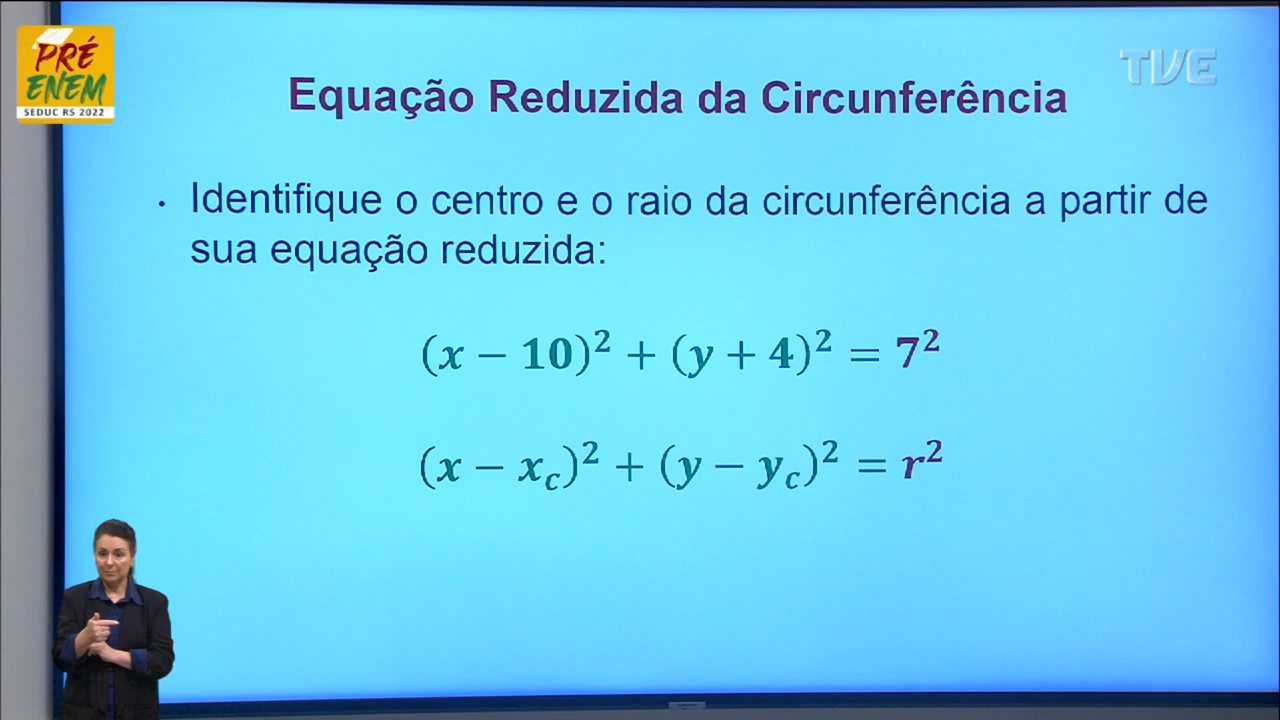 PRÉ
ENEM
SEDUC RS 2022
TVE
Equação Reduzida da Circunferência
• Identifique o centro e o raio da circunferência a partir de
sua equação reduzida:
(x − 10)² + (y + 4)² = 7²
(x − x_c)² + (y − y_c)² = r²